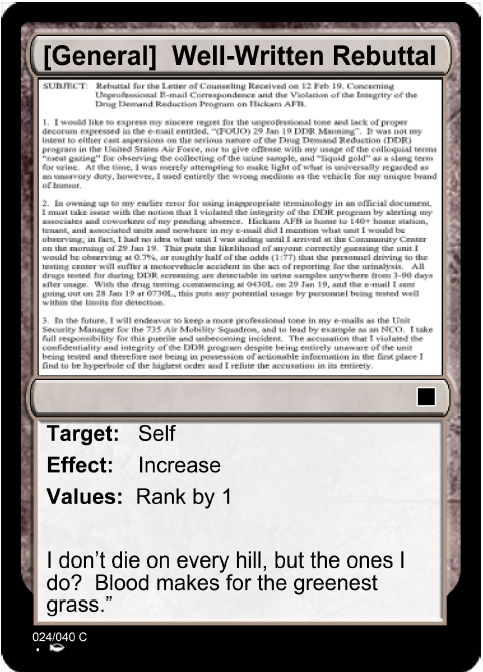 [General] Well-Written Rebuttal
SUBJECT: Rebuttal for the Letter of Counseling Received on 12 Feb 19, Concerning
Unprofessional E-mail Correspondence and the Violation of the Integrity of the
Drug Demand Reduction Program on Hickam AFB.
1. I would like to express my sincere regret for the unprofessional tone and lack of proper
decorum expressed in the e-mail entitled, "(FOUO) 29 Jan 19 DDR Manning". It was not my
intent to either cast aspersions on the serious nature of the Drug Demand Reduction (DDR)
program in the United States Air Force, nor to give offense with my usage of the colloquial terms
"meat gazing" for observing the collecting of the urine sample, and "liquid gold" as a slang term
for urine. At the time, I was merely attempting to make light of what is universally regarded as
an unsavory duty, however, I used entirely the wrong medium as the vehicle for my unique brand
of humor.
2. In owning up to my earlier error for using inappropriate terminology in an official document,
I must take issue with the notion that I violated the integrity of the DDR program by alerting my
associates and coworkers of my pending absence. Hickam AFB is home to 140+ home station,
tenant, and associated units and nowhere in my e-mail did I mention what unit I would be
observing; in fact, I had no idea what unit I was aiding until I arrived at the Community Center
on the morning of 29 Jan 19. This puts the likelihood of anyone correctly guessing the unit I
would be observing at 0.7%, or roughly half of the odds (1:77) that the personnel driving to the
testing center will suffer a motorvehicle accident in the act of reporting for the urinalysis. All
drugs tested for during DDR screening are detectable in urine samples anywhere from 3-90 days
after usage. With the drug testing commencing at 0430L on 29 Jan 19, and the e-mail I sent
going out on 28 Jan 19 at 0730L, this puts any potential usage by personnel being tested well
within the limits for detection.
3. In the future, I will endeavor to keep a more professional tone in my e-mails as the Unit
Security Manager for the 735 Air Mobility Squadron, and to lead by example as an NCO. I take
full responsibility for this puerile and unbecoming incident. The accusation that I violated the
confidentiality and integrity of the DDR program despite being entirely unaware of the unit
being tested and therefore not being in possession of actionable information in the first place I
find to be hyperbole of the highest order and I refute the accusation in its entirety.
Target: Self
Effect: Increase
Values: Rank by 1
I don't die on every hill, but the ones I
do? Blood makes for the greenest
grass."
024/040 C